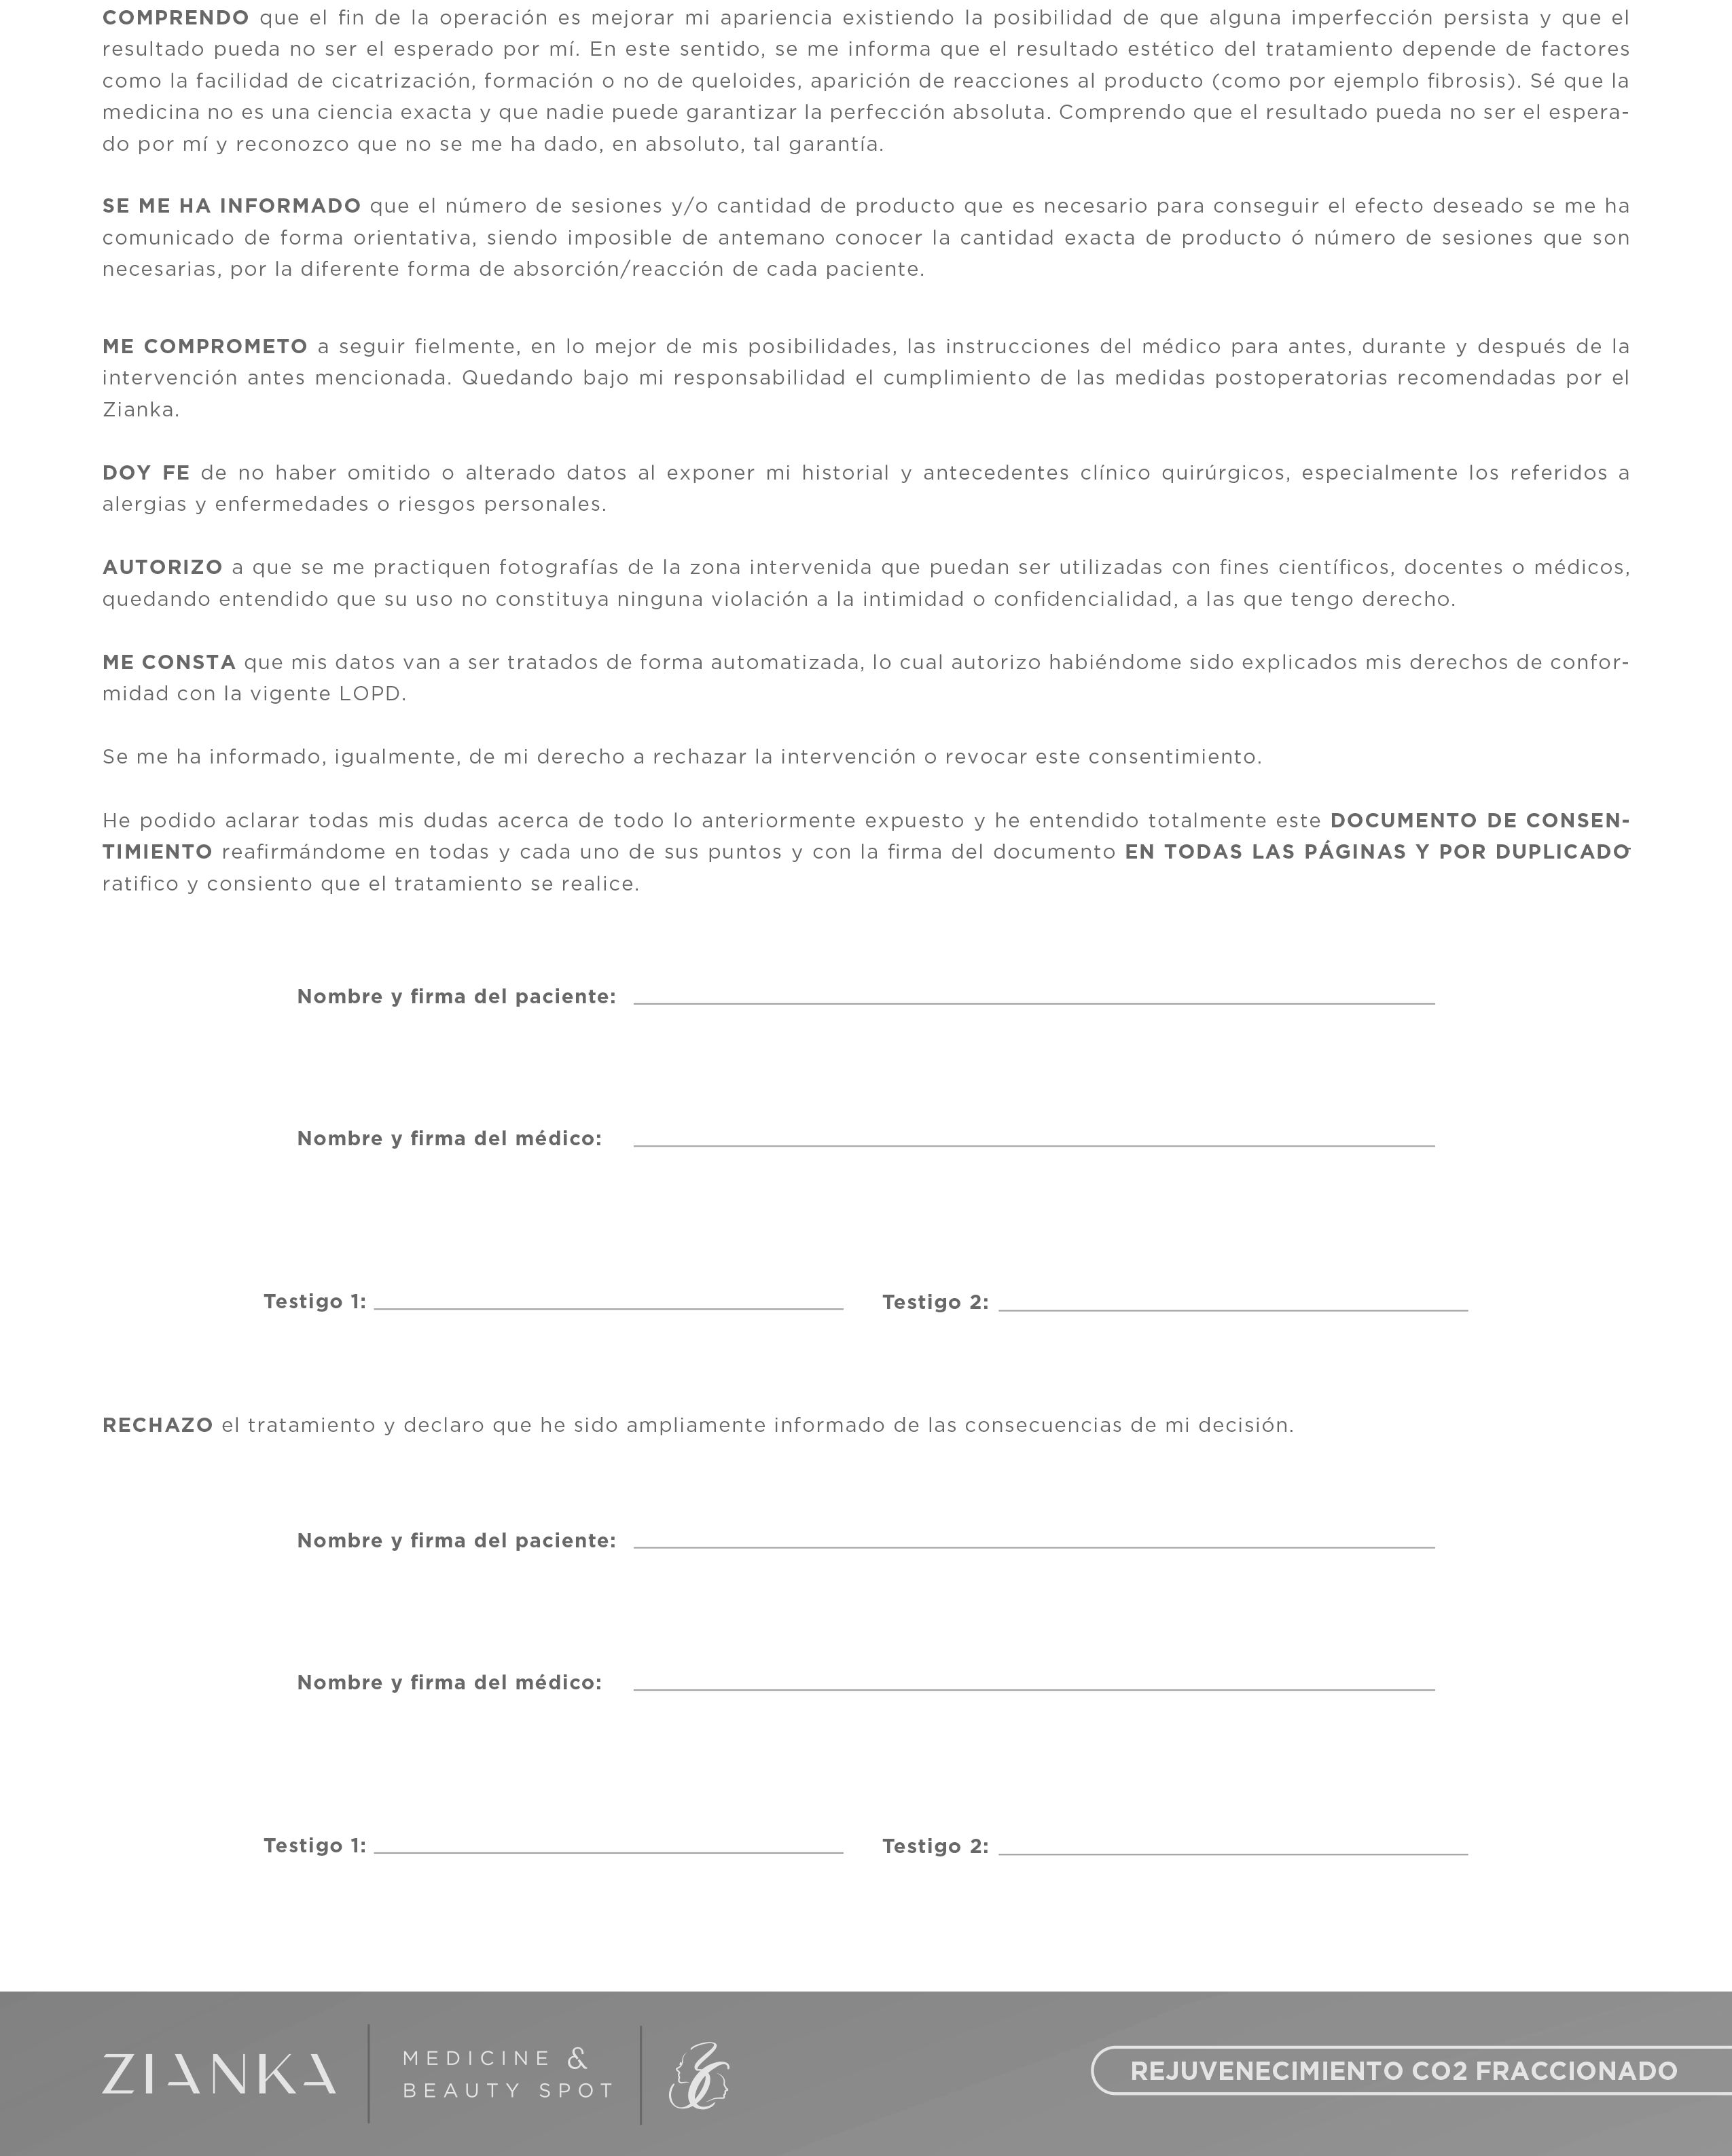 COMPRENDO que el fin de la operación es mejorar mi apariencia existiendo la posibilidad de que alguna imperfección persista y que el
resultado pueda no ser el esperado por mí. En este sentido, se me informa que el resultado estético del tratamiento depende de factores
como la facilidad de cicatrización, formación o no de queloides, aparición de reacciones al producto (como por ejemplo fibrosis). Sé que la
medicina no es una ciencia exacta y que nadie puede garantizar la perfección absoluta. Comprendo que el resultado pueda no ser el espera-
do por mí y reconozco que no se me ha dado, en absoluto, tal garantía.
SE ME HA INFORMADO que el número de sesiones y/o cantidad de producto que es necesario para conseguir el efecto deseado se me ha
comunicado de forma orientativa, siendo imposible de antemano conocer la cantidad exacta de producto ó número de sesiones que son
necesarias, por la diferente forma de absorción/reacción de cada paciente.
ME COMPROMETO a seguir fielmente, en lo mejor de mis posibilidades, las instrucciones del médico para antes, durante y después de la
intervención antes mencionada. Quedando bajo mi responsabilidad el cumplimiento de las medidas postoperatorias recomendadas por el
Zianka.
DOY FE de no haber omitido o alterado datos al exponer mi historial y antecedentes clínico quirúrgicos, especialmente los referidos a
alergias y enfermedades o riesgos personales.
AUTORIZO a que se me practiquen fotografías de la zona intervenida que puedan ser utilizadas con fines científicos, docentes o médicos,
quedando entendido que su uso no constituya ninguna violación a la intimidad o confidencialidad, a las que tengo derecho.
ME CONSTA que mis datos van a ser tratados de forma automatizada, lo cual autorizo habiéndome sido explicados mis derechos de confor-
midad con la vigente LOPD.
Se me ha informado, igualmente, de mi derecho a rechazar la intervención o revocar este consentimiento.
He podido aclarar todas mis dudas acerca de todo lo anteriormente expuesto y he entendido totalmente este DOCUMENTO DE CONSEN-
TIMIENTO reafirmándome en todas y cada uno de sus puntos y con la firma del documento EN TODAS LAS PÁGINAS Y POR DUPLICADO
ratifico y consiento que el tratamiento se realice.
Nombre y firma del paciente:
Nombre y firma del médico:
Testigo 1: Testigo 2:
RECHAZO el tratamiento y declaro que he sido ampliamente informado de las consecuencias de mi decisión.
Nombre y firma del paciente:
Nombre y firma del médico:
Testigo 1: Testigo 2:
ZIANKA
MEDICINE &
BEAUTY SPOT
REJUVENECIMIENTO CO2 FRACCIONADO